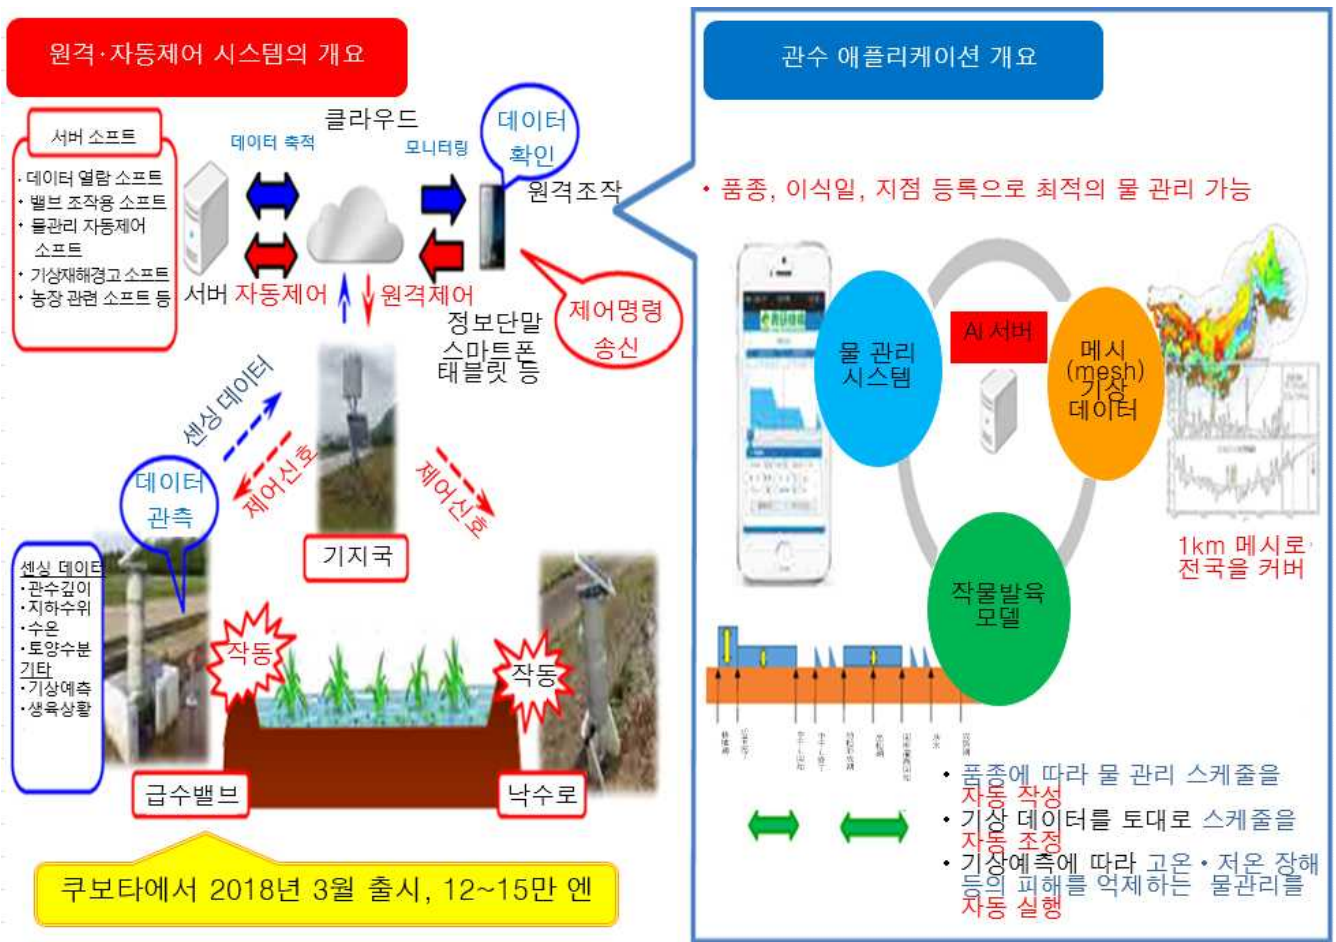 원격·자동제어 시스템의 개요
서버 소프트
· 데이터 열람 소프트
• 밸브 조작용 소프트
• 물관리 자동제어
소프트
• 기상재해경고 소프트
• 농장 관련 소프트 등
데이터 축적
클라우드
모니터링
데이터
확인
원격조작
서버
자동제어
원격제어
제어명령
송신
정보단말
스마트폰
태블릿 등
센싱 데이터
제어신호
제어신호
데이터
관측
기지국
센싱 데이터
•관수깊이
•지하수위
•수온
•토양수분
기타
•기상예측
•생육상황
작동
작동
급수밸브
낙수로
쿠보타에서 2018년 3월 출시, 12~15만 엔
관수 애플리케이션 개요
• 품종, 이식일, 지점 등록으로 최적의 물 관리 가능
물 관리
시스템
AI 서버
메시
(mesh)
기상
데이터
1km 메시로
전국을 커버
작물발육
모델
• 품종에 따라 물 관리 스케줄을
자동 작성
• 기상 데이터를 토대로 스케줄을
자동 조정
• 기상예측에 따라 고온 • 저온 장해
등의 피해를 억제하는 물관리를
자동 실행